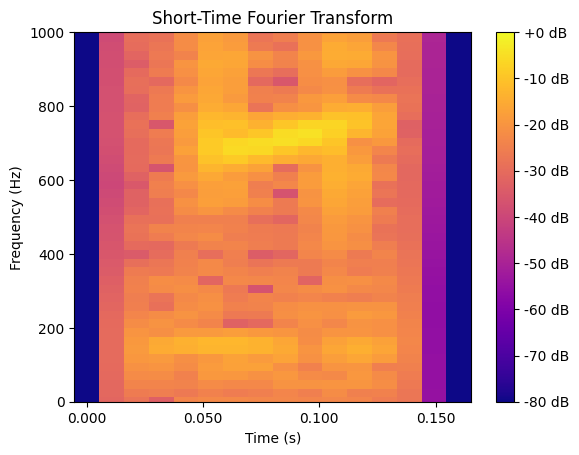 Short-Time Fourier Transform
Frequency (Hz)
1000
800
600
400
200
0
0.000
0.050
0.100
0.150
Time (s)
+0 dB
-10 dB
-20 dB
-30 dB
-40 dB
-50 dB
-60 dB
-70 dB
-80 dB